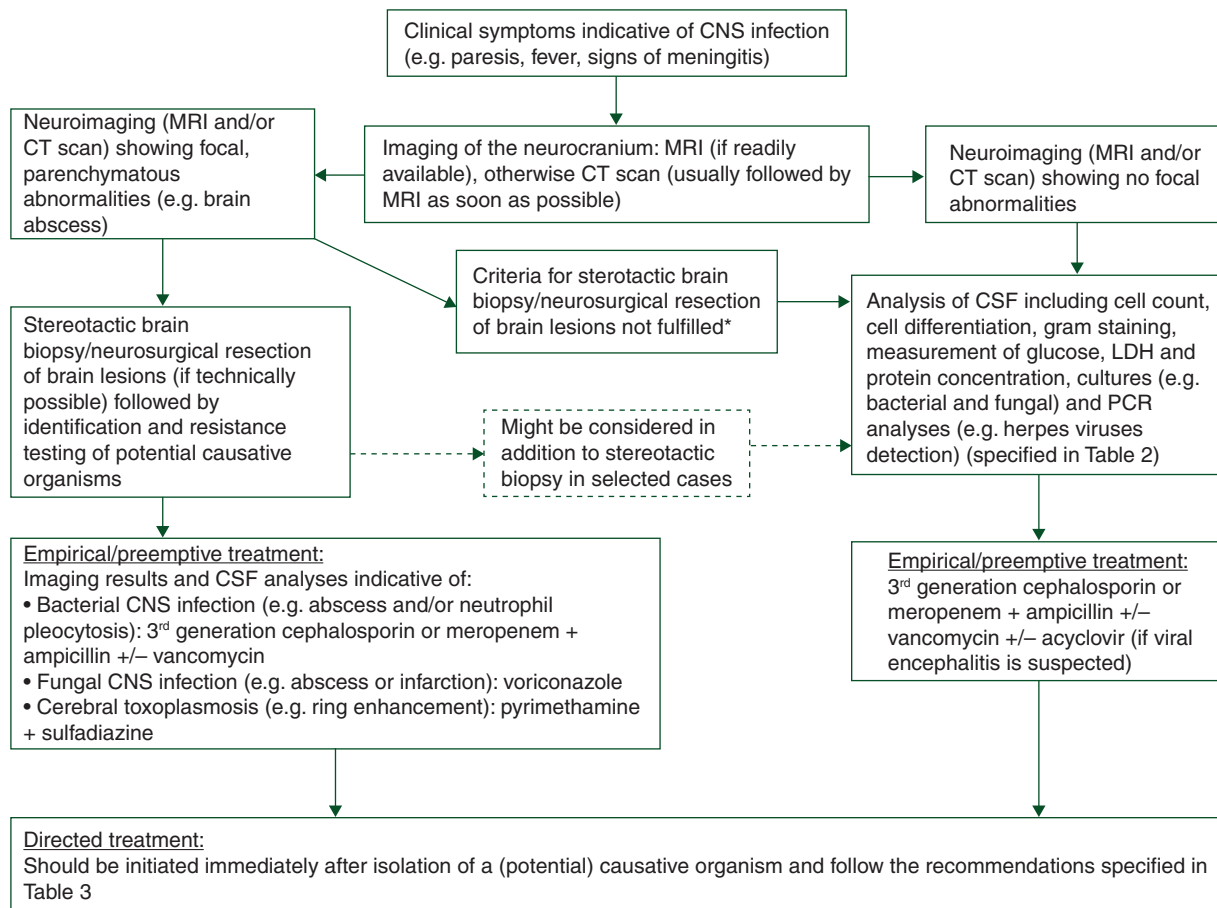 Clinical symptoms indicative of CNS infection
(e.g. paresis, fever, signs of meningitis)
Neuroimaging (MRI and/or
CT scan) showing focal,
parenchymatous
abnormalities (e.g. brain
abscess)
Imaging of the neurocranium: MRI (if readily
available), otherwise CT scan (usually followed by
MRI as soon as possible)
Neuroimaging (MRI and/or
CT scan) showing no focal
abnormalities
Criteria for sterotactic brain
biopsy/neurosurgical resection
of brain lesions not fulfilled*
Stereotactic brain
biopsy/neurosurgical resection
of brain lesions (if technically
possible) followed by
identification and resistance
testing of potential causative
organisms
Might be considered in
addition to stereotactic
biopsy in selected cases
Analysis of CSF including cell count,
cell differentiation, gram staining,
measurement of glucose, LDH and
protein concentration, cultures (e.g.
bacterial and fungal) and PCR
analyses (e.g. herpes viruses
detection) (specified in Table 2)
Empirical/preemptive treatment:
Imaging results and CSF analyses indicative of:
• Bacterial CNS infection (e.g. abscess and/or neutrophil
pleocytosis): 3rd generation cephalosporin or meropenem +
ampicillin +/– vancomycin
• Fungal CNS infection (e.g. abscess or infarction): voriconazole
• Cerebral toxoplasmosis (e.g. ring enhancement): pyrimethamine
+ sulfadiazine
Empirical/preemptive treatment:
3rd generation cephalosporin or
meropenem + ampicillin +/–
vancomycin +/– acyclovir (if viral
encephalitis is suspected)
Directed treatment:
Should be initiated immediately after isolation of a (potential) causative organism and follow the recommendations specified in
Table 3